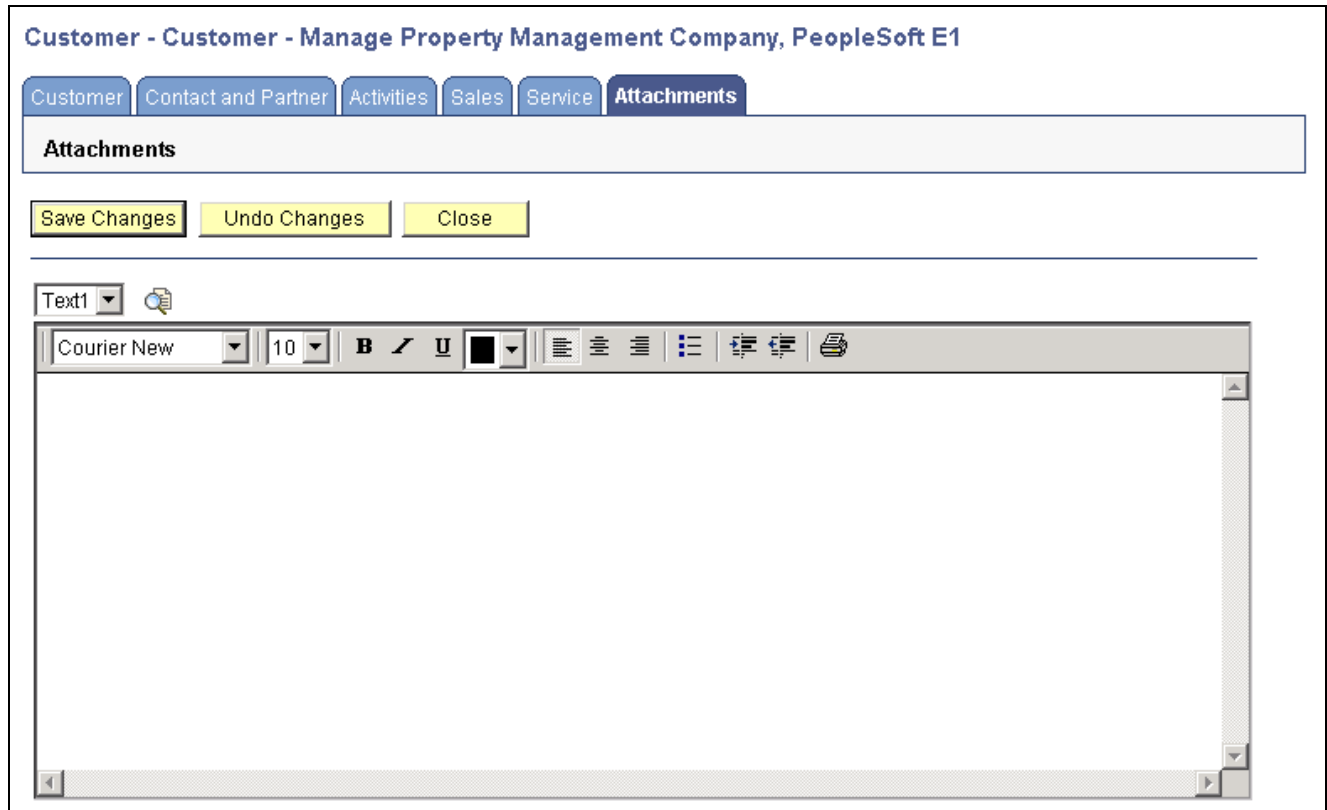 Customer - Customer - Manage Property Management Company, PeopleSoft E1
Customer Contact and Partner Activities Sales Service Attachments
Attachments
Save Changes Undo Changes Close
Text1
Courier New 10 B I U